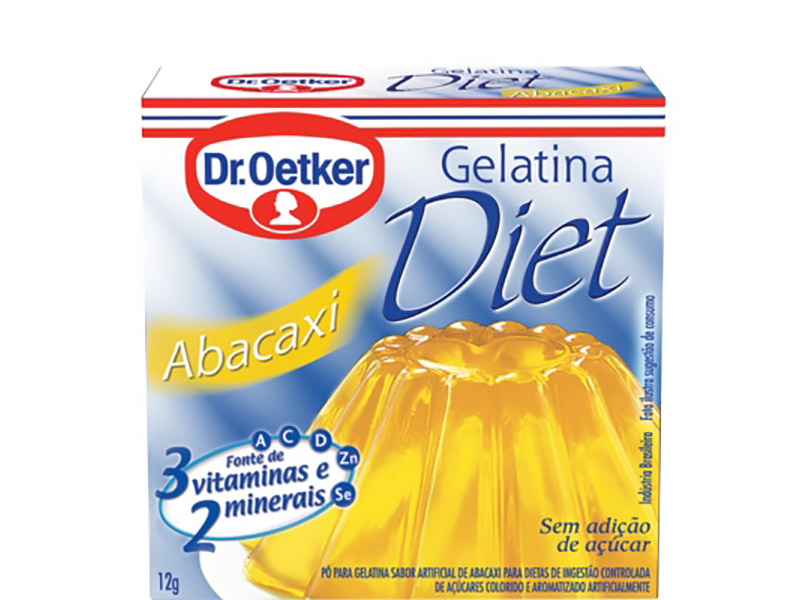 Dr.Oetker
Gelatina
Diet
Abacaxi
Dr.Oetker
Gelatina
Diet
Abacaxi
A C D
Zn
Se
3 Fonte de
vitaminas e
2 minerais
Indústria Brasileira Foto ilustra sugestão de consumo
Sem adição
de açúcar
12g
PÓ PARA GELATINA SABOR ARTIFICIAL DE ABACAXI PARA DIETAS DE INGESTÃO CONTROLADA
DE AÇÚCARES COLORIDO E AROMATIZADO ARTIFICIALMENTE